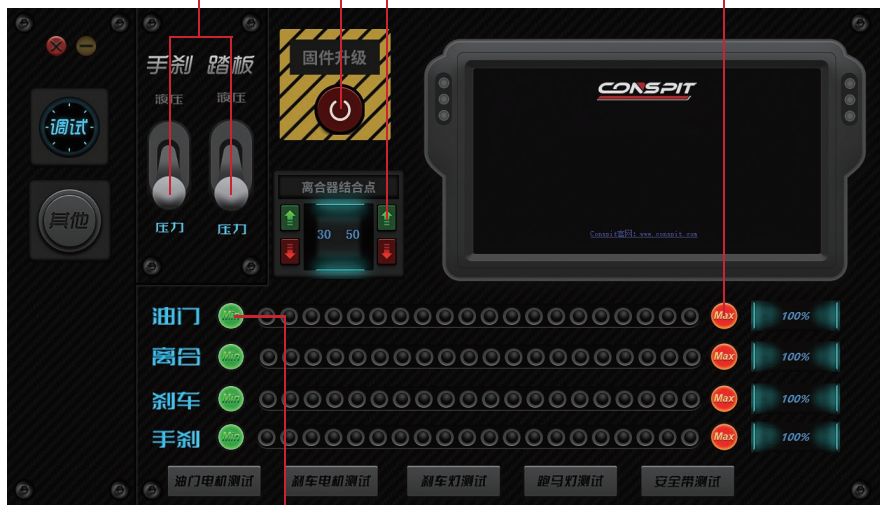 手刹 踏板
液压 液压
压力 压力
固件升级
离合器结合点
30 50
CONSPIT
Conspit官网: www.conspit.com
调试
其他
油门 Min Max 100%
离合 Min Max 100%
刹车 Min Max 100%
手刹 Min Max 100%
油门电机测试 刹车电机测试 刹车灯测试 跑马灯测试 安全带测试